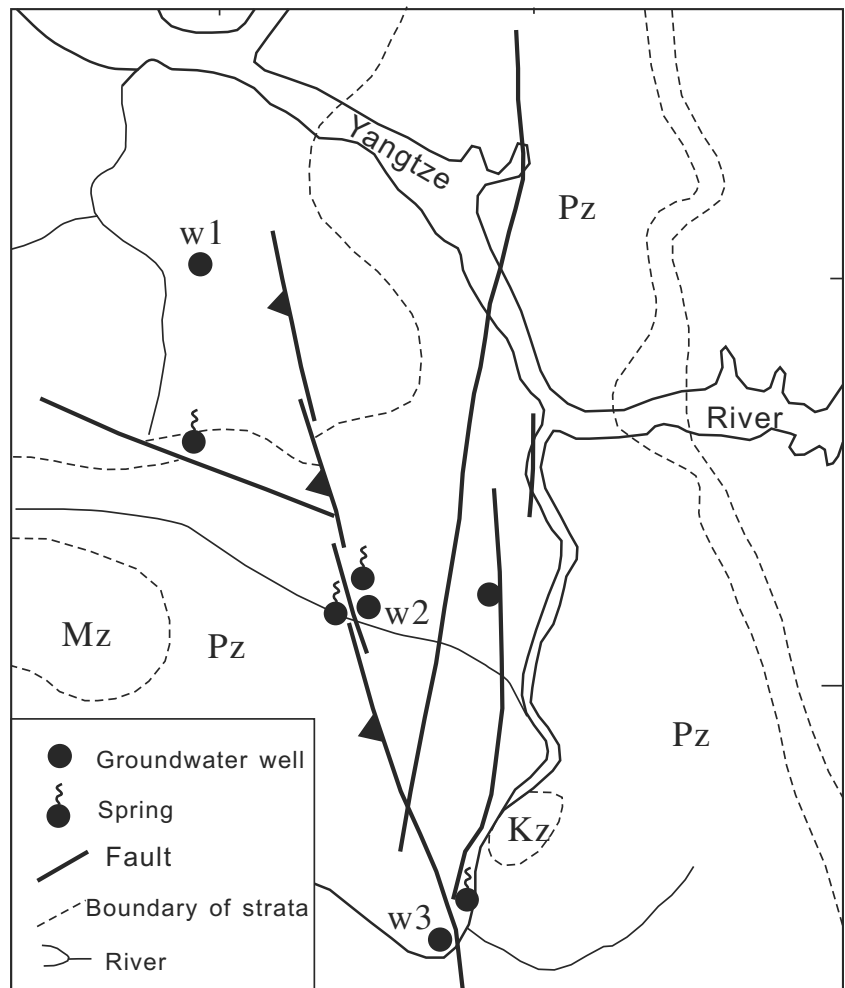 Yangtze
Pz
w1
River
w2
Mz
Pz
Pz
Kz
w3
Groundwater well
Spring
Fault
Boundary of strata
River